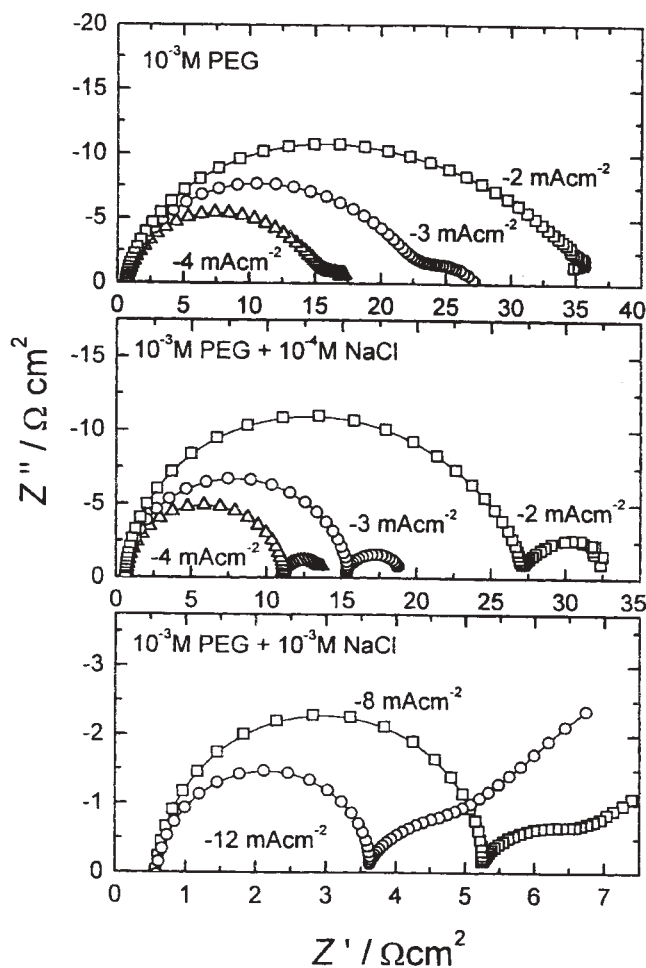 -20
10⁻³M PEG
-15
-10
-2 mAcm⁻²
-5
-3 mAcm⁻²
-4 mAcm⁻²
0
0 5 10 15 20 25 30 35 40
10⁻³M PEG + 10⁻⁴M NaCl
-15
-10
-5
-3 mAcm⁻²
-2 mAcm⁻²
-4 mAcm⁻²
0
0 5 10 15 20 25 30 35
10⁻³M PEG + 10⁻³M NaCl
-3
-8 mAcm⁻²
-2
-1
-12 mAcm⁻²
0
0 1 2 3 4 5 6 7
Z'' / Ω cm²
Z' / Ωcm²